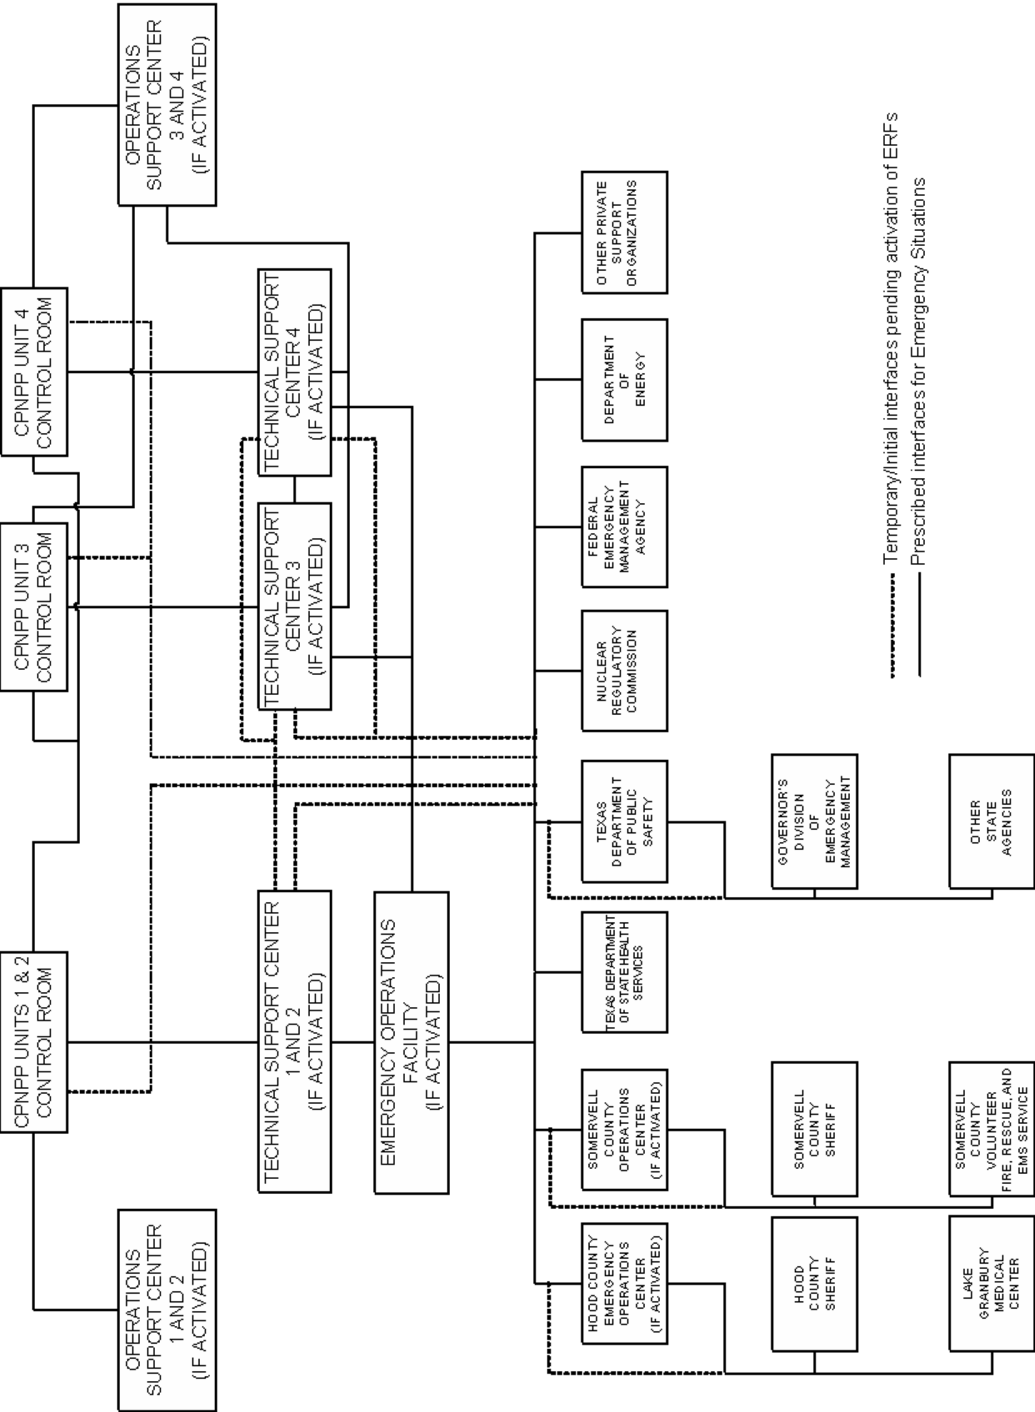 CPNPP UNITS 1 & 2
CONTROL ROOM
CPNPP UNIT 3
CONTROL ROOM
CPNPP UNIT 4
CONTROL ROOM
OPERATIONS
SUPPORT CENTER
1 AND 2
(IF ACTIVATED)
OPERATIONS
SUPPORT CENTER
3 AND 4
(IF ACTIVATED)
TECHNICAL SUPPORT CENTER
1 AND 2
(IF ACTIVATED)
TECHNICAL SUPPORT
CENTER 3
(IF ACTIVATED)
TECHNICAL SUPPORT
CENTER 4
(IF ACTIVATED)
EMERGENCY OPERATIONS
FACILITY
(IF ACTIVATED)
HOOD COUNTY
EMERGENCY
OPERATIONS
CENTER
(IF ACTIVATED)
SOMERVELL
COUNTY
OPERATIONS
CENTER
(IF ACTIVATED)
TEXAS DEPARTMENT
OF STATE HEALTH
SERVICES
TEXAS
DEPARTMENT
OF PUBLIC
SAFETY
NUCLEAR
REGULATORY
COMMISSION
FEDERAL
EMERGENCY
MANAGEMENT
AGENCY
DEPARTMENT
OF
ENERGY
OTHER PRIVATE
SUPPORT
ORGANIZATIONS
HOOD
COUNTY
SHERIFF
SOMERVELL
COUNTY
SHERIFF
GOVERNOR'S
DIVISION
OF
EMERGENCY
MANAGEMENT
LAKE
GRANBURY
MEDICAL
CENTER
SOMERVELL
COUNTY
VOLUNTEER
FIRE, RESCUE, AND
EMS SERVICE
OTHER
STATE
AGENCIES
Temporary/Initial interfaces pending activation of ERFs
Prescribed interfaces for Emergency Situations